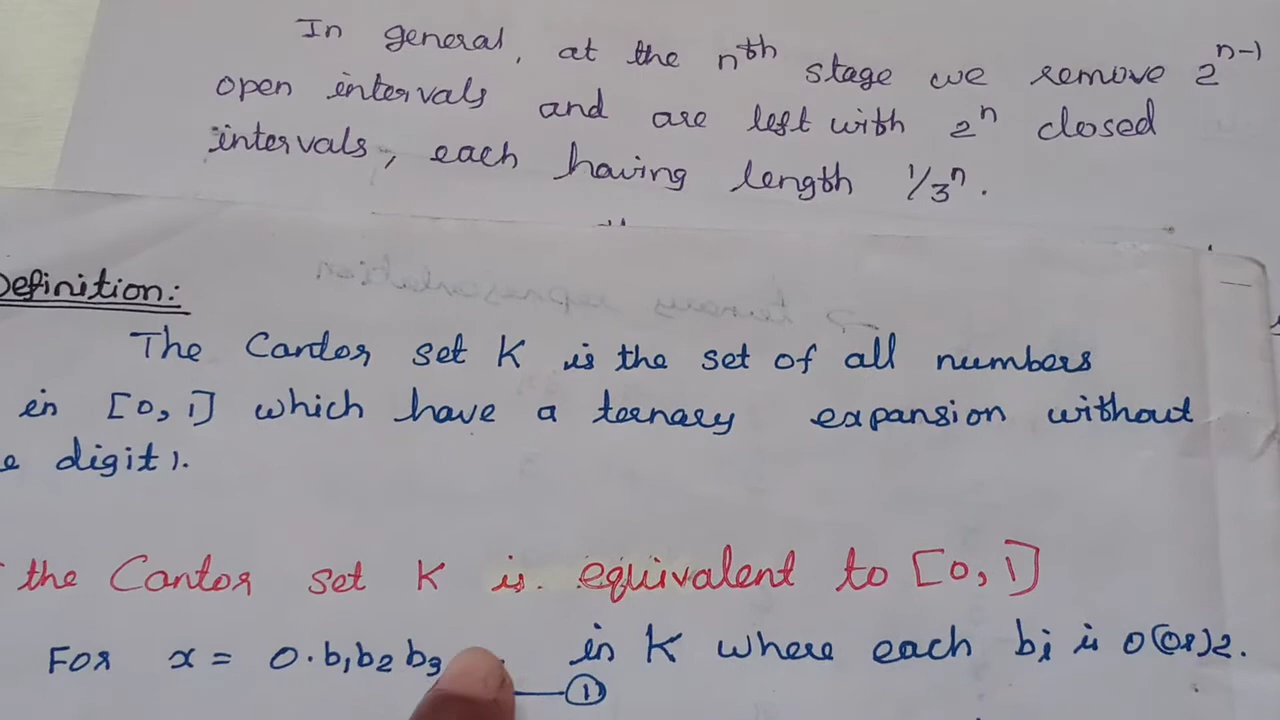 In general, at the nth stage we remove 2^{n-1}
open intervals and are left with 2^n closed
intervals, each having length 1/3^n.
Definition:
The Cantor set K is the set of all numbers
in [0, 1] which have a ternary expansion without
digit 1.
the Cantor set K is equivalent to [0, 1]
For x = 0.b₁b₂b₃ in K where each bᵢ is 0(or)2.
①